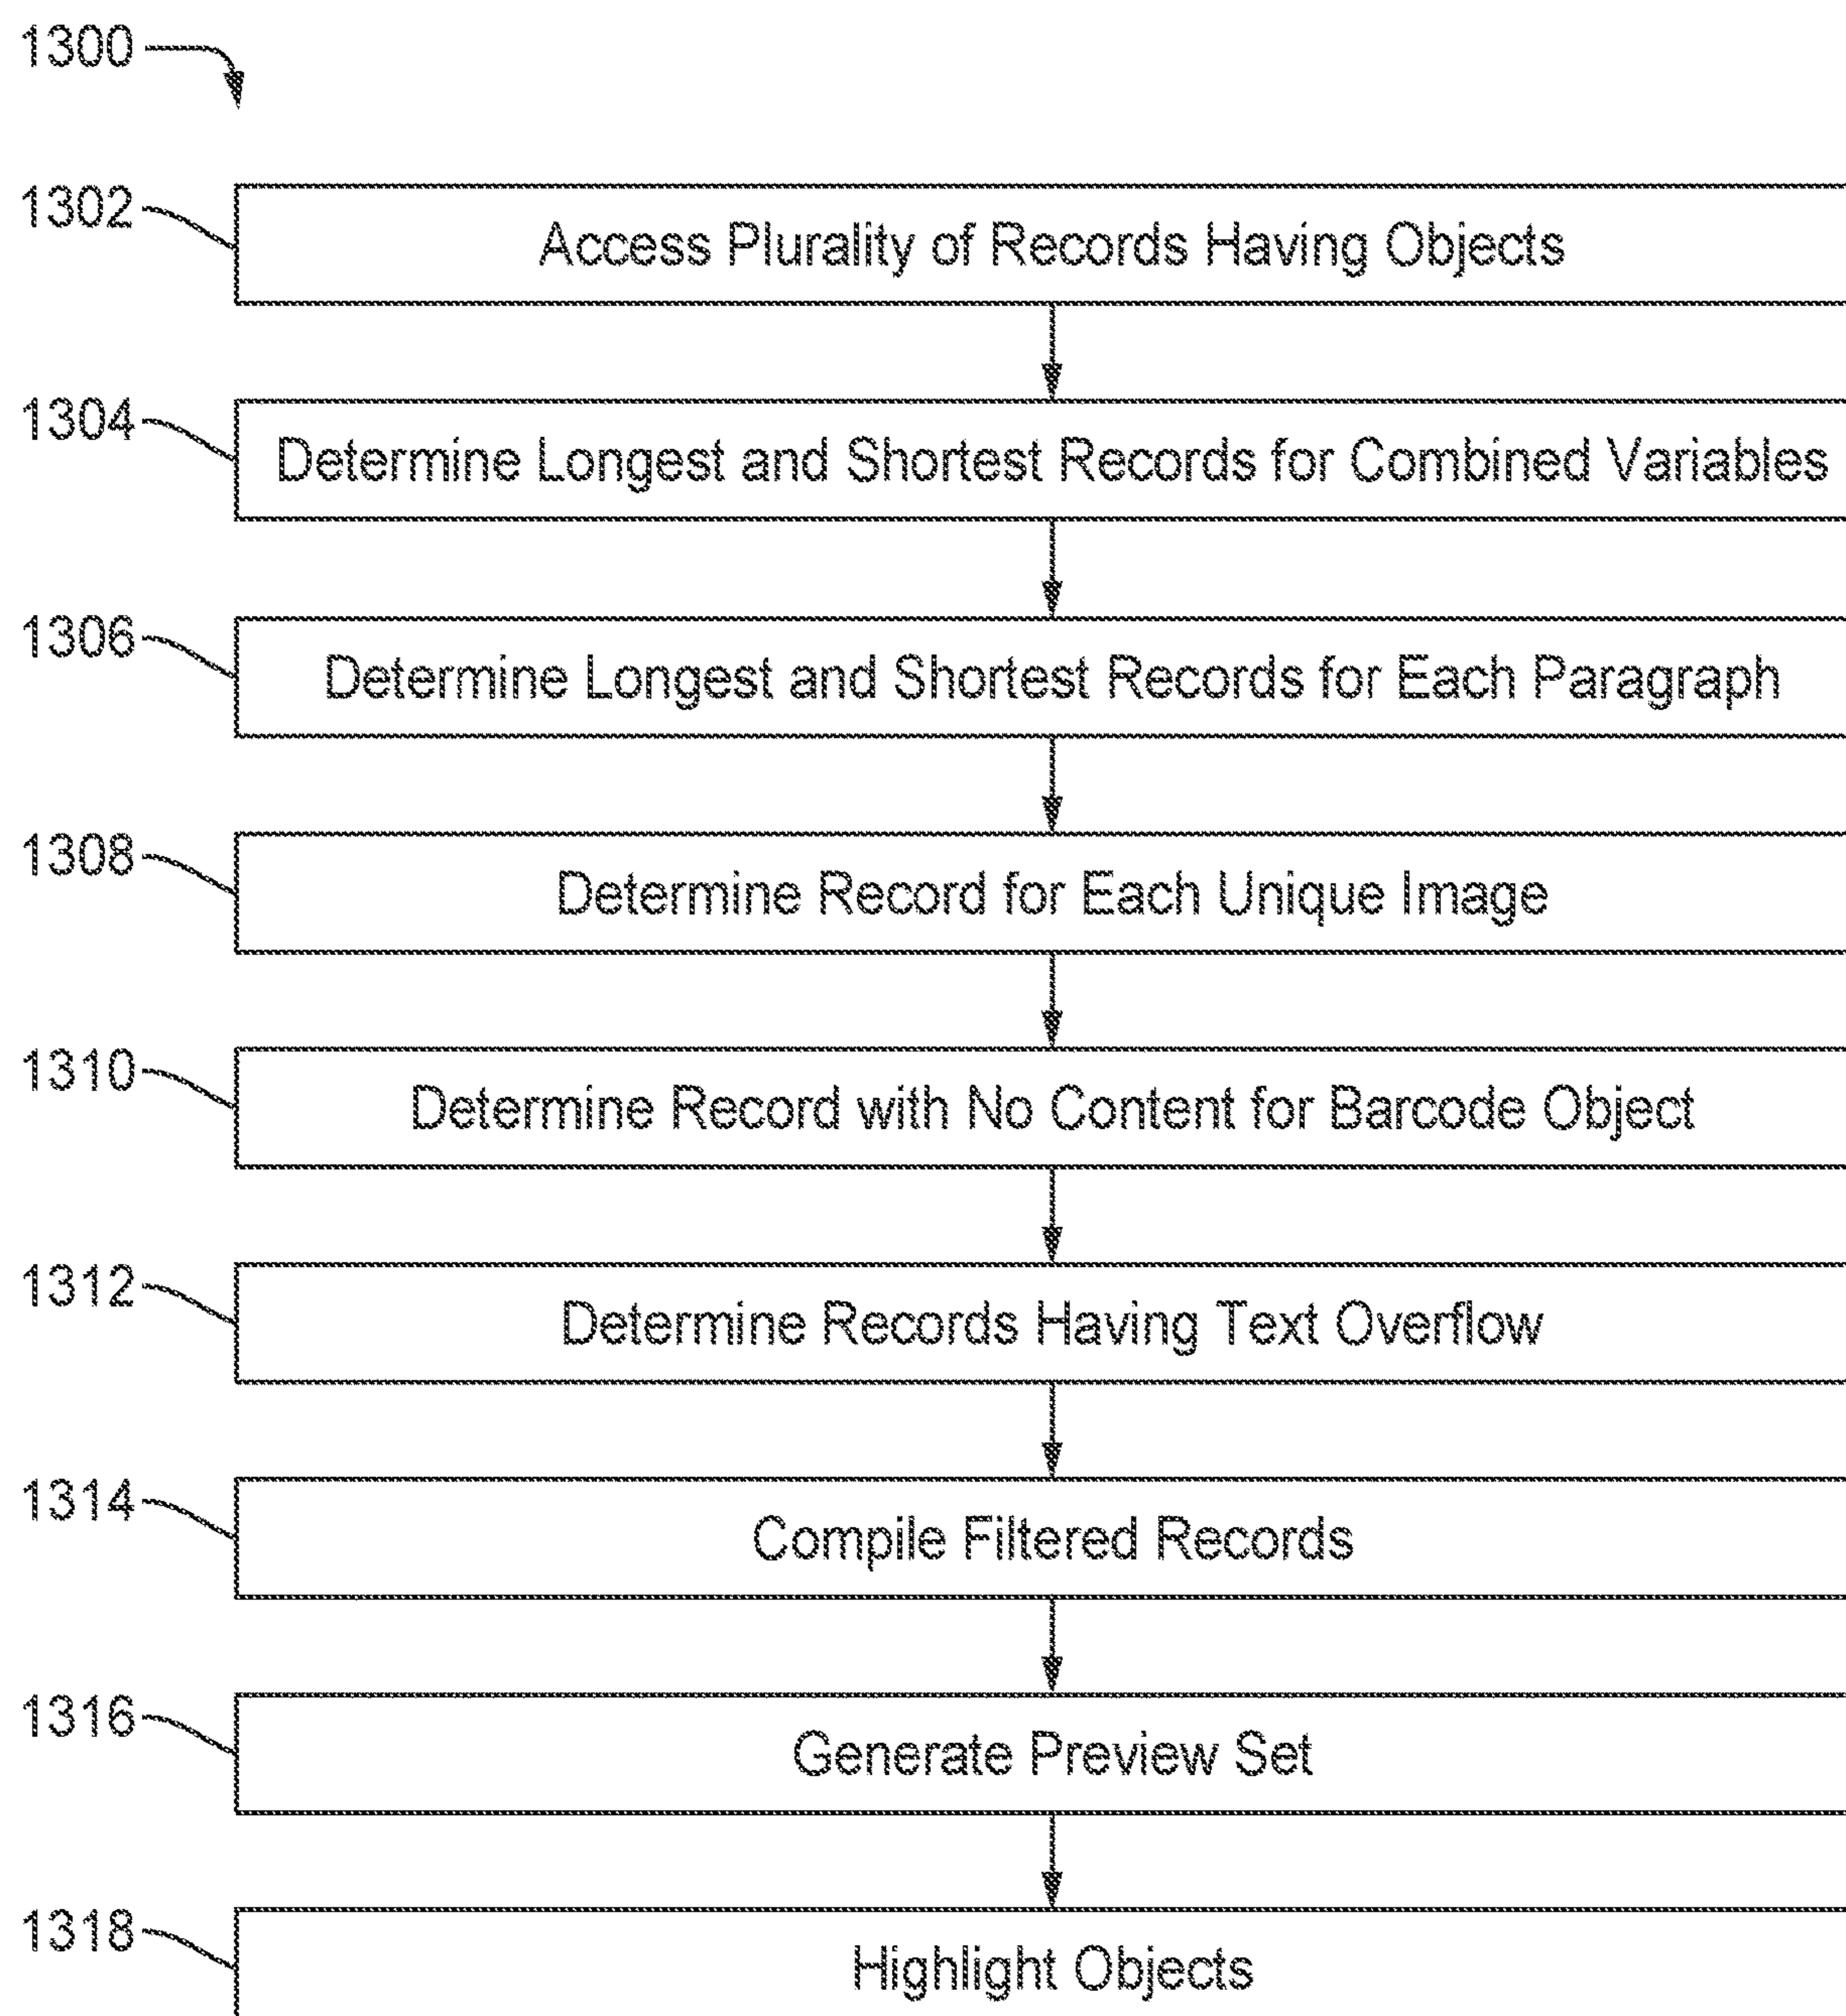 1300
1302
Access Plurality of Records Having Objects
1304
Determine Longest and Shortest Records for Combined Variables
1306
Determine Longest and Shortest Records for Each Paragraph
1308
Determine Record for Each Unique Image
1310
Determine Record with No Content for Barcode Object
1312
Determine Records Having Text Overflow
1314
Compile Filtered Records
1316
Generate Preview Set
1318
Highlight Objects